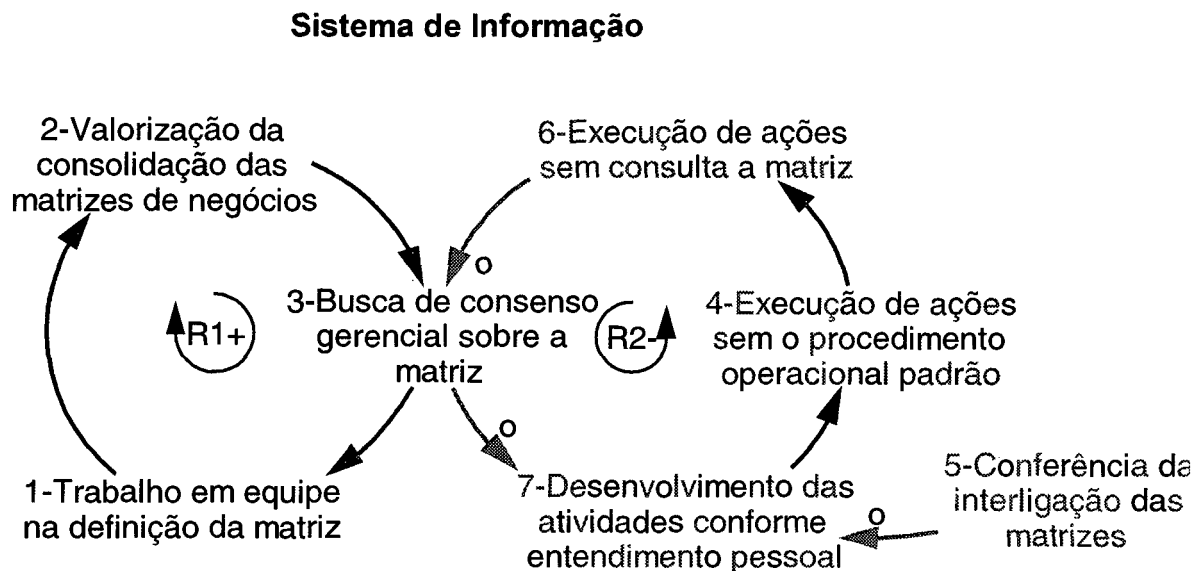 Sistema de Informação
2-Valorização da
consolidação das
matrizes de negócios
6-Execução de ações
sem consulta a matriz
o
3-Busca de consenso
gerencial sobre a
matriz
R1+
R2-
4-Execução de ações
sem o procedimento
operacional padrão
o
1-Trabalho em equipe
na definição da matriz
7-Desenvolvimento das
atividades conforme
entendimento pessoal
o
5-Conferência da
interligação das
matrizes